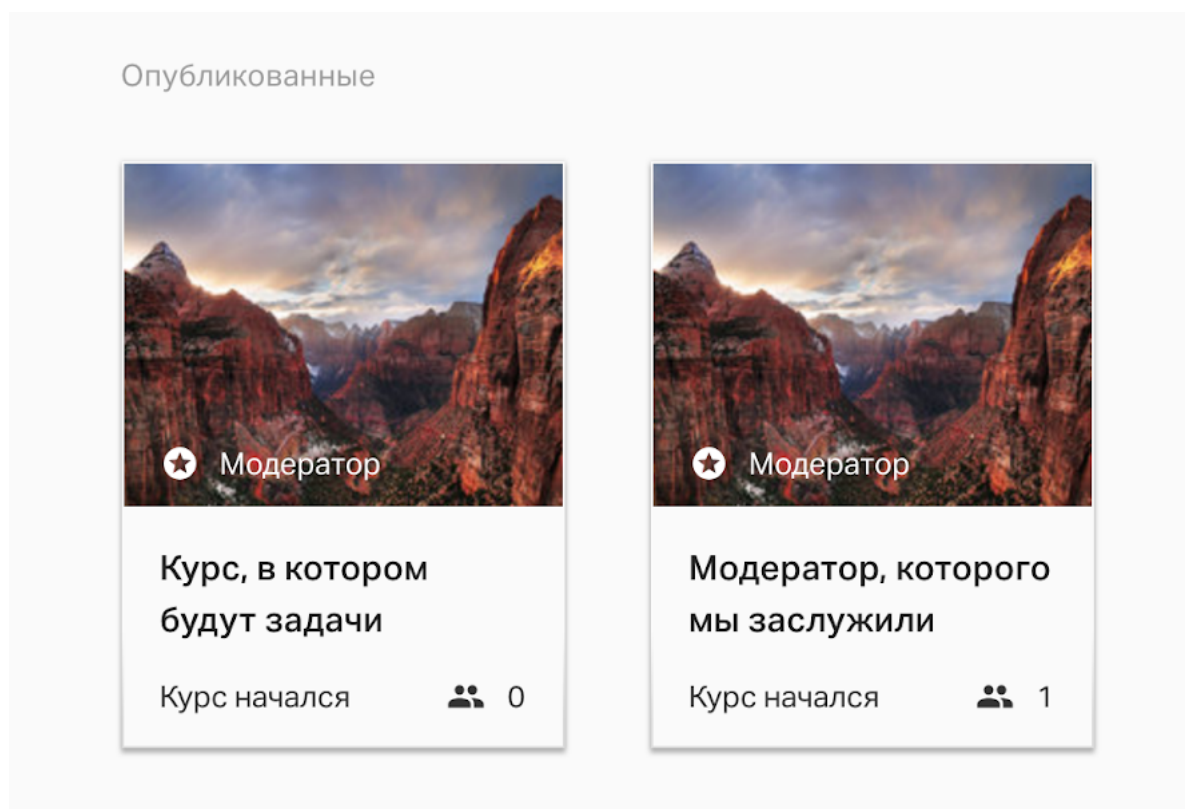 Опубликованные
Модератор
Курс, в котором
будут задачи
Курс начался 0
Модератор
Модератор, которого
мы заслужили
Курс начался 1